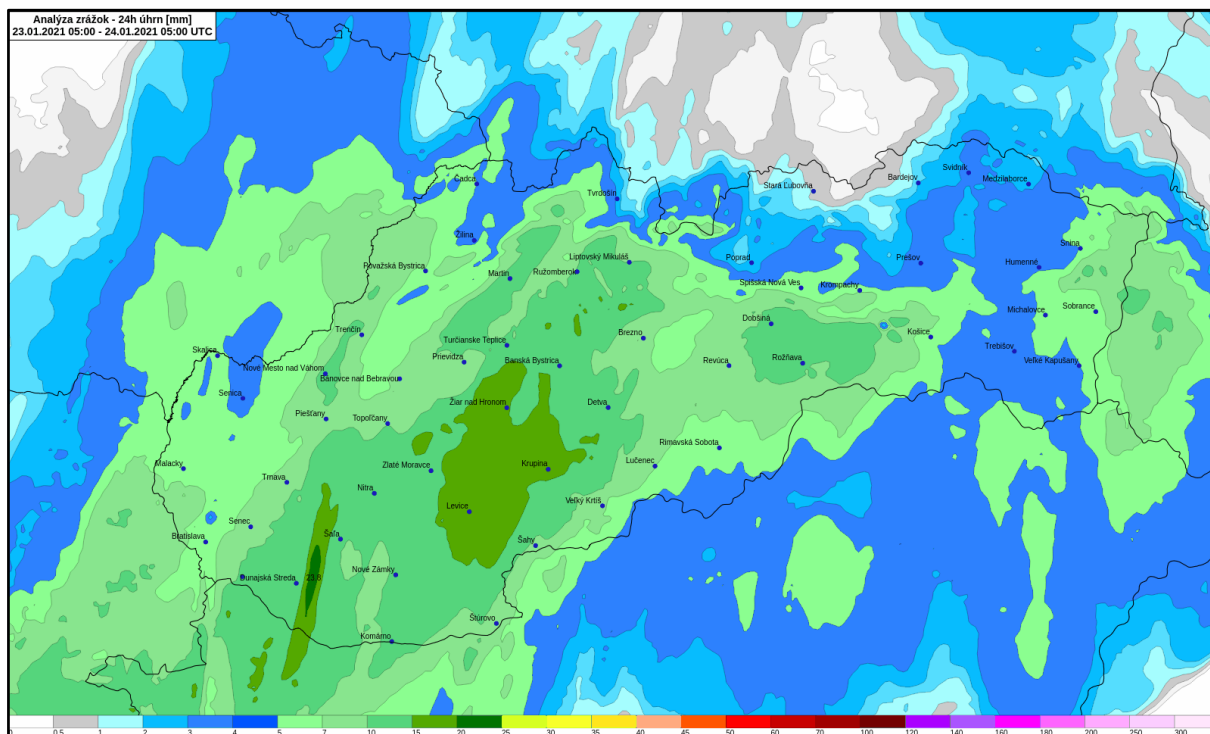 Analýza zrážok - 24h úhrn [mm]
23.01.2021 05:00 - 24.01.2021 05:00 UTC
Svidník
Čadca
Bardejov
Medzilaborce
Stará Ľubovňa
Tvrdošín
Žilina
Snina
Liptovský Mikuláš
Poprad
Prešov
Humenné
Považská Bystrica
Martin
Ružomberok
Spišská Nová Ves
Krompachy
Michalovce
Sobrance
Dobšiná
Trenčín
Brezno
Košice
Turčianske Teplice
Skalica
Prievidza
Banská Bystrica
Revúca
Rožňava
Trebišov
Veľké Kapušany
Nové Mesto nad Váhom
Bánovce nad Bebravou
Senica
Žiar nad Hronom
Detva
Piešťany
Topoľčany
Rimavská Sobota
Malacky
Zlaté Moravce
Krupina
Lučenec
Trnava
Nitra
Veľký Krtíš
Levice
Senec
Bratislava
Šaľa
Šahy
Nové Zámky
Dunajská Streda
23.8
Štúrovo
Komárno
0 0.5 1 2 3 4 5 7 10 15 20 25 30 35 40 45 50 60 70 100 120 140 160 180 200 250 300